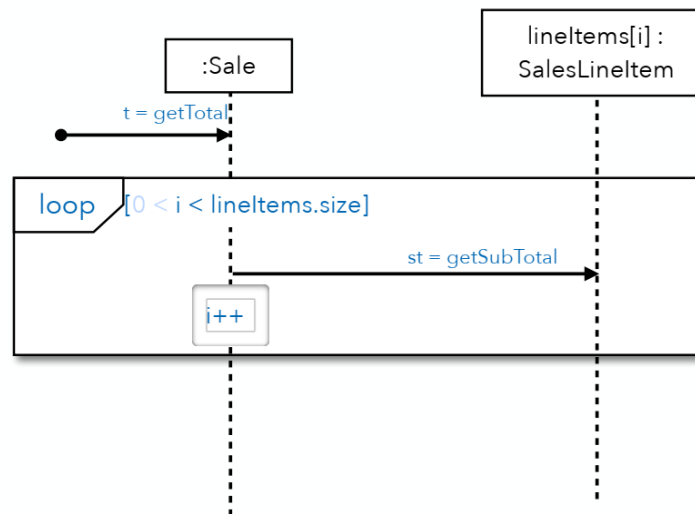 :Sale
lineItems[i] :
SalesLineItem
t = getTotal
loop
[0 < i < lineItems.size]
st = getSubTotal
i++